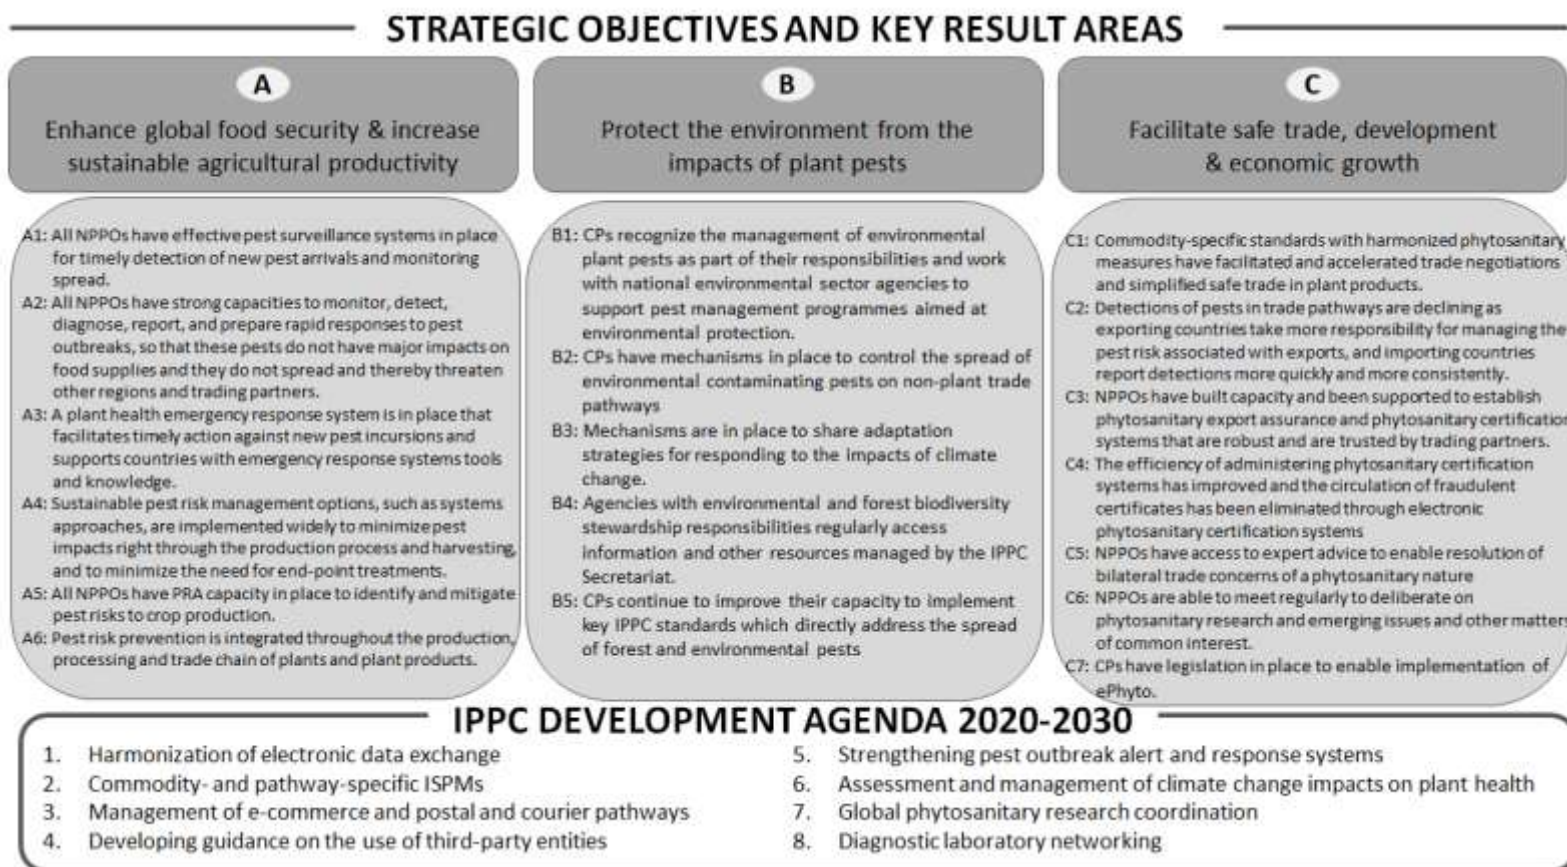 STRATEGIC OBJECTIVES AND KEY RESULT AREAS
A
Enhance global food security & increase
sustainable agricultural productivity
A1: All NPPOs have effective pest surveillance systems in place
for timely detection of new pest arrivals and monitoring
spread.
A2: All NPPOs have strong capacities to monitor, detect,
diagnose, report, and prepare rapid responses to pest
outbreaks, so that these pests do not have major impacts on
food supplies and they do not spread and thereby threaten
other regions and trading partners.
A3: A plant health emergency response system is in place that
facilitates timely action against new pest incursions and
supports countries with emergency response systems tools
and knowledge.
A4: Sustainable pest risk management options, such as systems
approaches, are implemented widely to minimize pest
impacts right through the production process and harvesting,
and to minimize the need for end-point treatments.
A5: All NPPOs have PRA capacity in place to identify and mitigate
pest risks to crop production.
A6: Pest risk prevention is integrated throughout the production,
processing and trade chain of plants and plant products.
B
Protect the environment from the
impacts of plant pests
B1: CPs recognize the management of environmental
plant pests as part of their responsibilities and work
with national environmental sector agencies to
support pest management programmes aimed at
environmental protection.
B2: CPs have mechanisms in place to control the spread of
environmental contaminating pests on non-plant trade
pathways
B3: Mechanisms are in place to share adaptation
strategies for responding to the impacts of climate
change.
B4: Agencies with environmental and forest biodiversity
stewardship responsibilities regularly access
information and other resources managed by the IPPC
Secretariat.
B5: CPs continue to improve their capacity to implement
key IPPC standards which directly address the spread
of forest and environmental pests
C
Facilitate safe trade, development
& economic growth
C1: Commodity-specific standards with harmonized phytosanitary
measures have facilitated and accelerated trade negotiations
and simplified safe trade in plant products.
C2: Detections of pests in trade pathways are declining as
exporting countries take more responsibility for managing the
pest risk associated with exports, and importing countries
report detections more quickly and more consistently.
C3: NPPOs have built capacity and been supported to establish
phytosanitary export assurance and phytosanitary certification
systems that are robust and are trusted by trading partners.
C4: The efficiency of administering phytosanitary certification
systems has improved and the circulation of fraudulent
certificates has been eliminated through electronic
phytosanitary certification systems
C5: NPPOs have access to expert advice to enable resolution of
bilateral trade concerns of a phytosanitary nature
C6: NPPOs are able to meet regularly to deliberate on
phytosanitary research and emerging issues and other matters
of common interest.
C7: CPs have legislation in place to enable implementation of
ePhyto.
IPPC DEVELOPMENT AGENDA 2020-2030
1. Harmonization of electronic data exchange
2. Commodity- and pathway-specific ISPMs
3. Management of e-commerce and postal and courier pathways
4. Developing guidance on the use of third-party entities
5. Strengthening pest outbreak alert and response systems
6. Assessment and management of climate change impacts on plant health
7. Global phytosanitary research coordination
8. Diagnostic laboratory networking